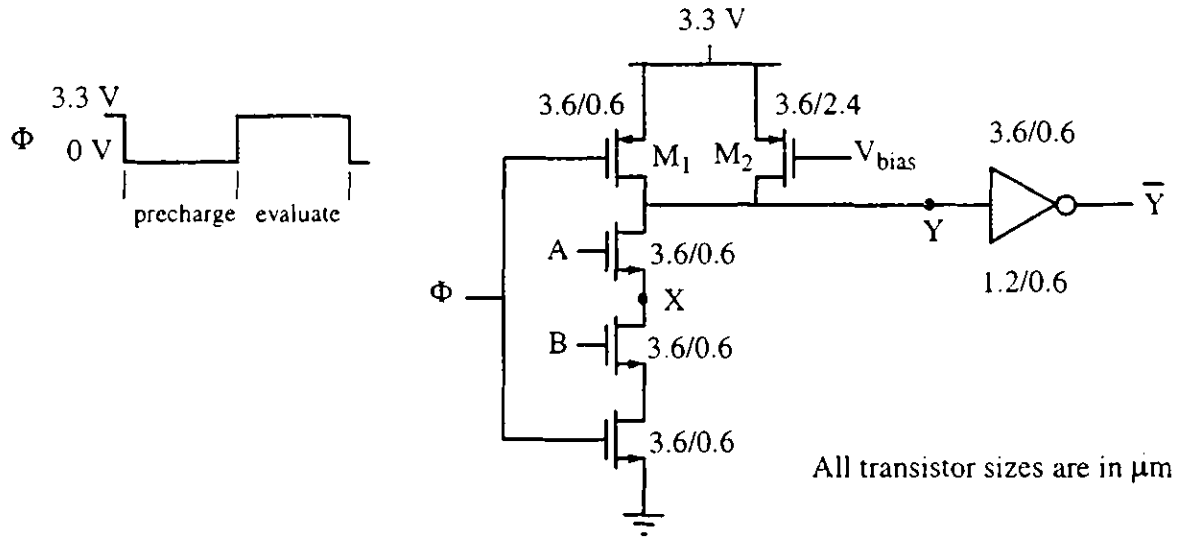 3.3 V
3.3 V
Φ
0 V
precharge
evaluate
3.6/0.6
3.6/2.4
M1
M2
Vbias
3.6/0.6
Y
Y̅
1.2/0.6
A
3.6/0.6
Φ
X
B
3.6/0.6
3.6/0.6
All transistor sizes are in μm